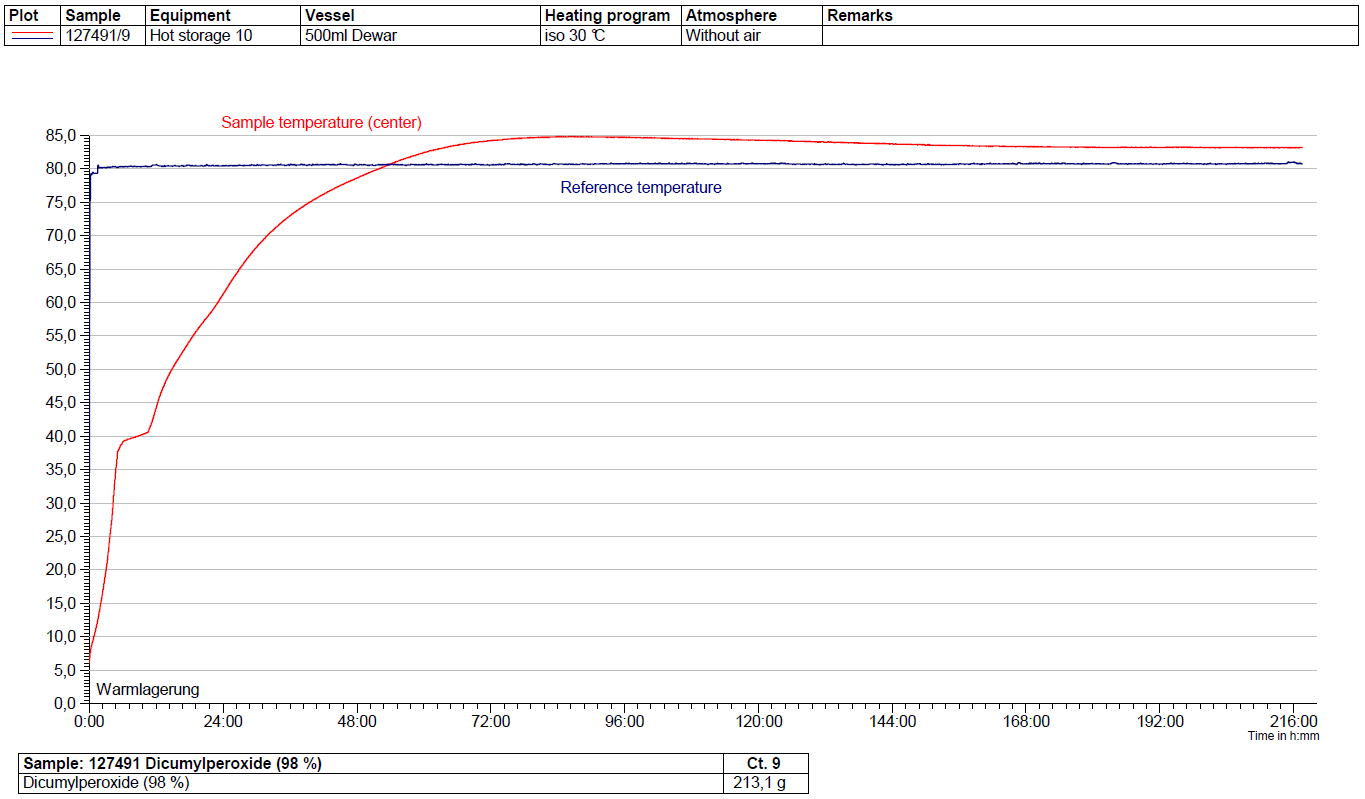 Plot Sample Equipment Vessel Heating program Atmosphere Remarks
127491/9 Hot storage 10 500ml Dewar iso 30 °C Without air
Sample temperature (center)
85,0
80,0
Reference temperature
75,0
70,0
65,0
60,0
55,0
50,0
45,0
40,0
35,0
30,0
25,0
20,0
15,0
10,0
5,0
Warmlagerung
0,0
0:00 24:00 48:00 72:00 96:00 120:00 144:00 168:00 192:00 216:00
Time in h:mm
Sample: 127491 Dicumylperoxide (98 %) Ct. 9
Dicumylperoxide (98 %) 213,1 g